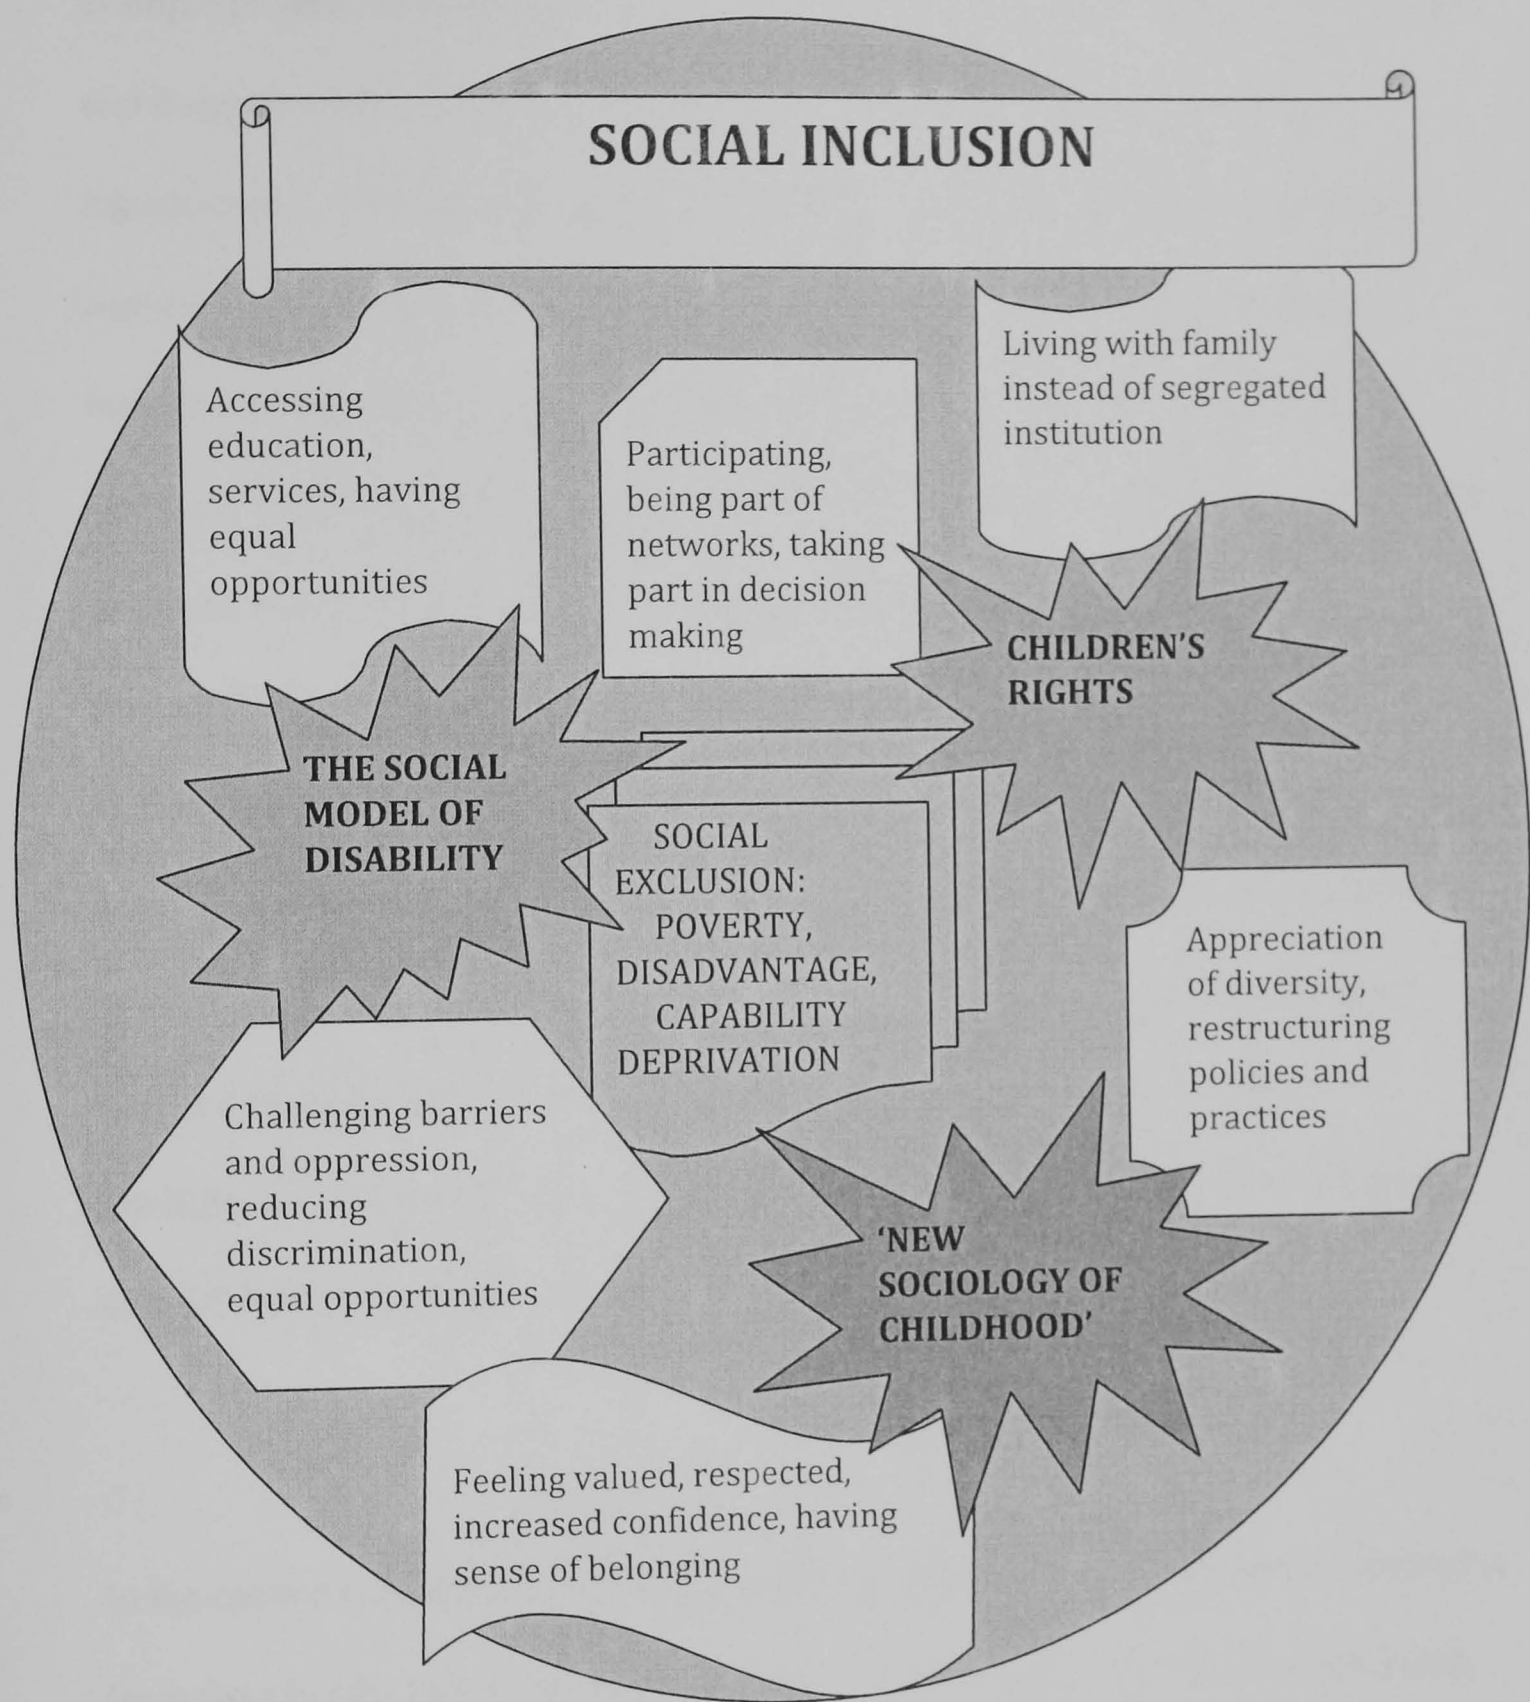 SOCIAL INCLUSION
Accessing
education,
services, having
equal
opportunities
Participating,
being part of
networks, taking
part in decision
making
Living with family
instead of segregated
institution
CHILDREN'S
RIGHTS
THE SOCIAL
MODEL OF
DISABILITY
SOCIAL
EXCLUSION:
POVERTY,
DISADVANTAGE,
CAPABILITY
DEPRIVATION
Appreciation
of diversity,
restructuring
policies and
practices
Challenging barriers
and oppression,
reducing
discrimination,
equal opportunities
‘NEW
SOCIOLOGY OF
CHILDHOOD’
Feeling valued, respected,
increased confidence, having
sense of belonging